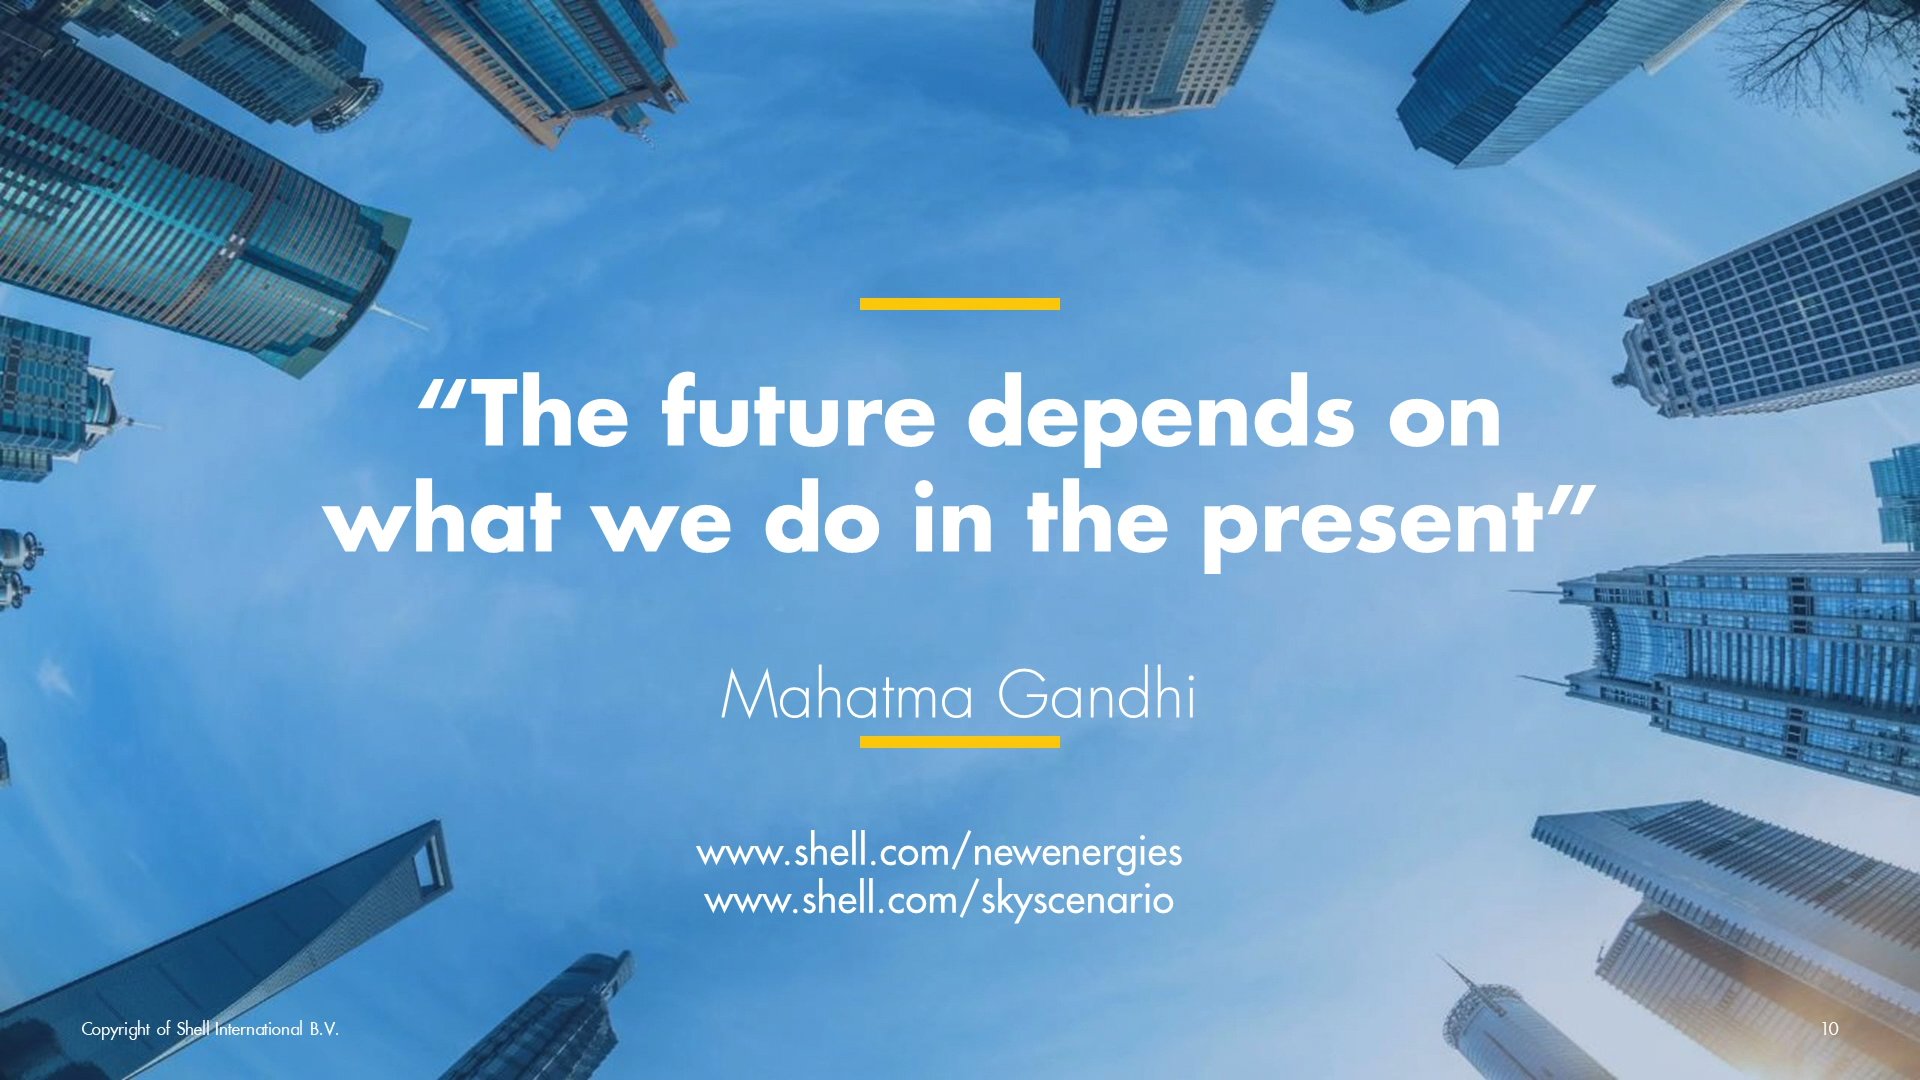 “The future depends on
what we do in the present”
Mahatma Gandhi
www.shell.com/newenergies
www.shell.com/skyscenario
Copyright of Shell International B.V.
10